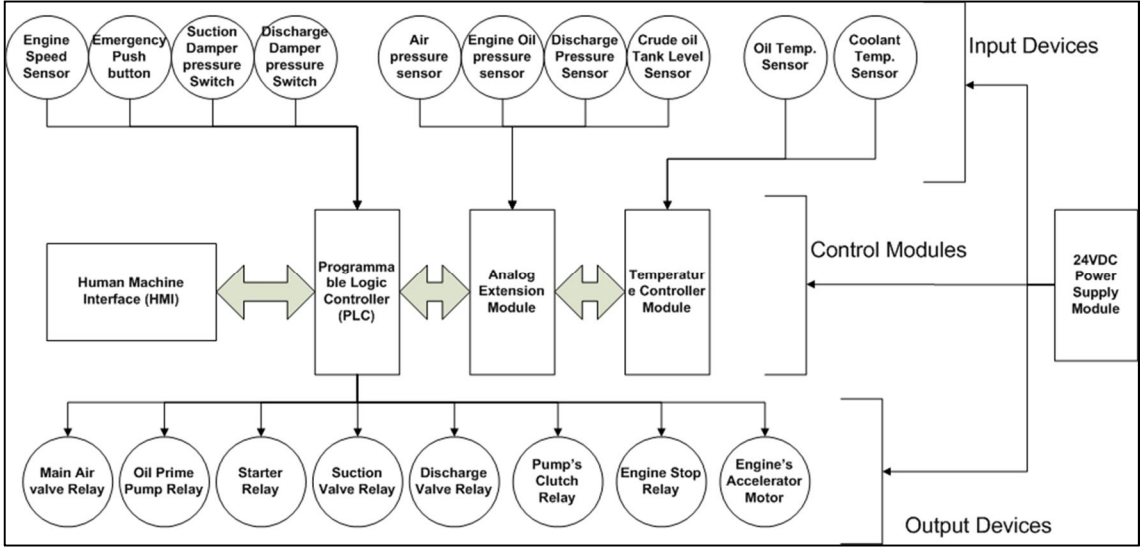 Engine
Speed
Sensor
Emergency
Push
button
Suction
Damper
pressure
Switch
Discharge
Damper
pressure
Switch
Air
pressure
sensor
Engine Oil
pressure
sensor
Discharge
Pressure
Sensor
Crude oil
Tank Level
Sensor
Oil Temp.
Sensor
Coolant
Temp.
Sensor
Input Devices
Human Machine
Interface (HMI)
Programma
ble Logic
Controller
(PLC)
Analog
Extension
Module
Temperatur
e Controller
Module
Control Modules
24VDC
Power
Supply
Module
Main Air
valve Relay
Oil Prime
Pump Relay
Starter
Relay
Suction
Valve Relay
Discharge
Valve Relay
Pump's
Clutch
Relay
Engine Stop
Relay
Engine's
Accelerator
Motor
Output Devices